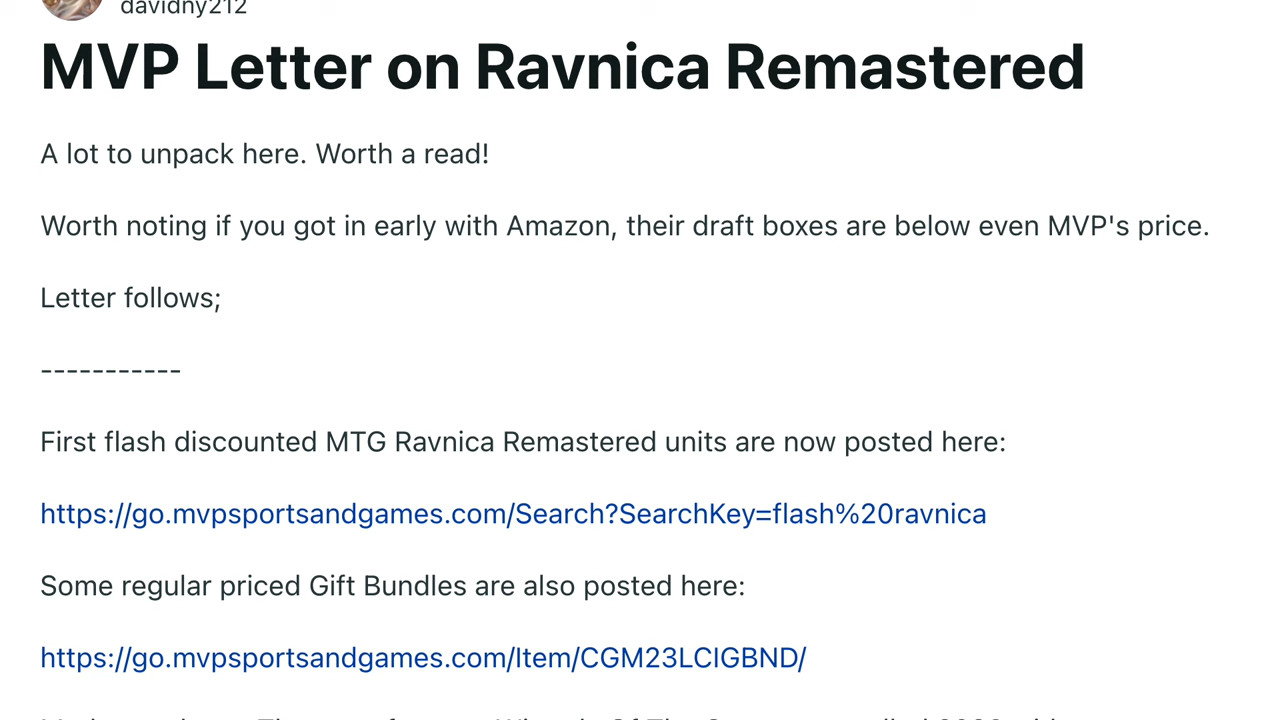 davidny212
MVP Letter on Ravnica Remastered
A lot to unpack here. Worth a read!
Worth noting if you got in early with Amazon, their draft boxes are below even MVP's price.
Letter follows;
-----------
First flash discounted MTG Ravnica Remastered units are now posted here:
https://go.mvpsportsandgames.com/Search?SearchKey=flash%20ravnica
Some regular priced Gift Bundles are also posted here:
https://go.mvpsportsandgames.com/Item/CGM23LCIGBND/